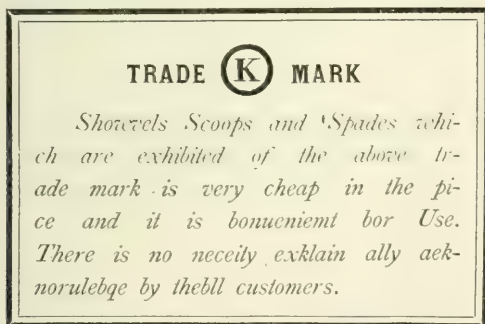 TRADE K MARK
Showels Scoops and Spades whi-
ch are exhibited of the above tr-
ade mark is very cheap in the pi-
ce and it is bonueniemt bor Use.
There is no neceily exklain ally aek-
norulebqe by thebll customers.